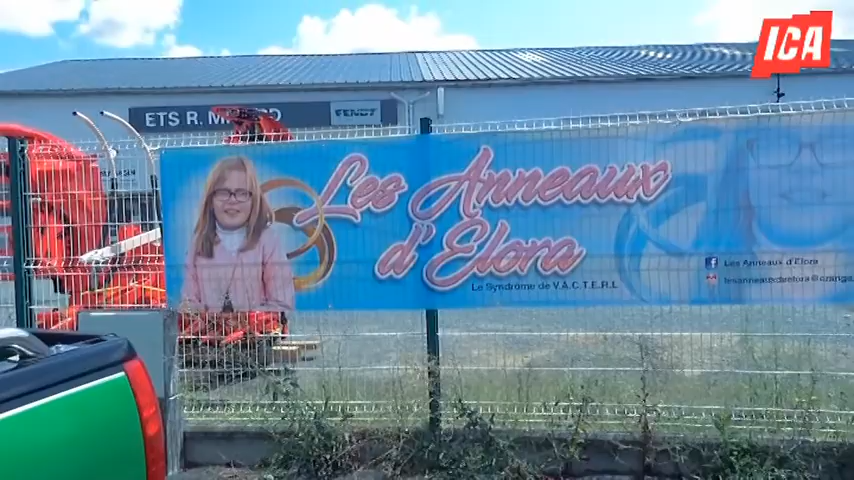 ICA
ETS R.
FENDT
Les Anneaux
d'Elora
Le Syndrome de V.A.C.T.E.R.L
Les Anneaux d'Elora